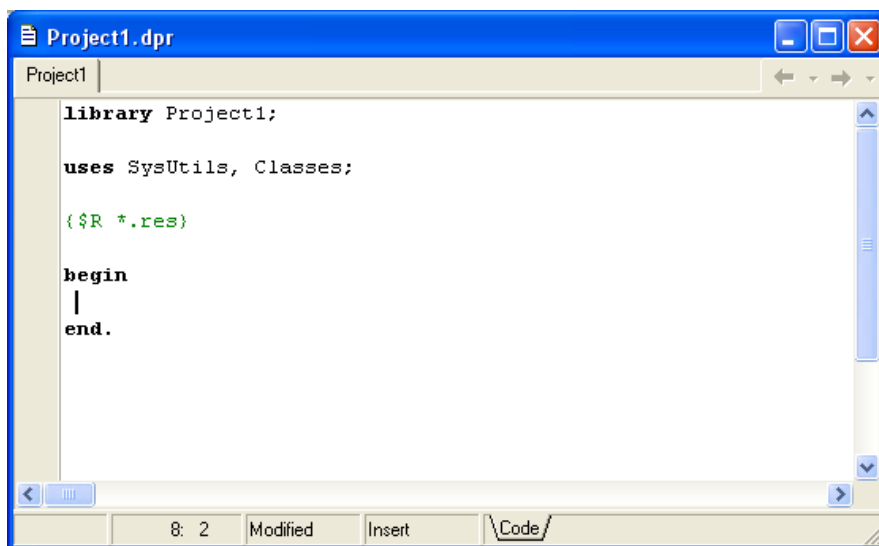 Project1.dpr
Project1
library Project1;
uses SysUtils, Classes;
{$R *.res}
begin
end.
8: 2 Modified Insert \Code/